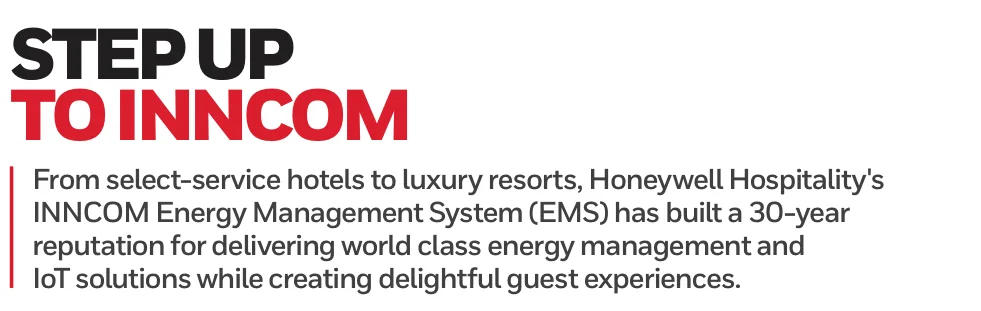 STEP UP
TO INNCOM
From select-service hotels to luxury resorts, Honeywell Hospitality's
INNCOM Energy Management System (EMS) has built a 30-year
reputation for delivering world class energy management and
IoT solutions while creating delightful guest experiences.